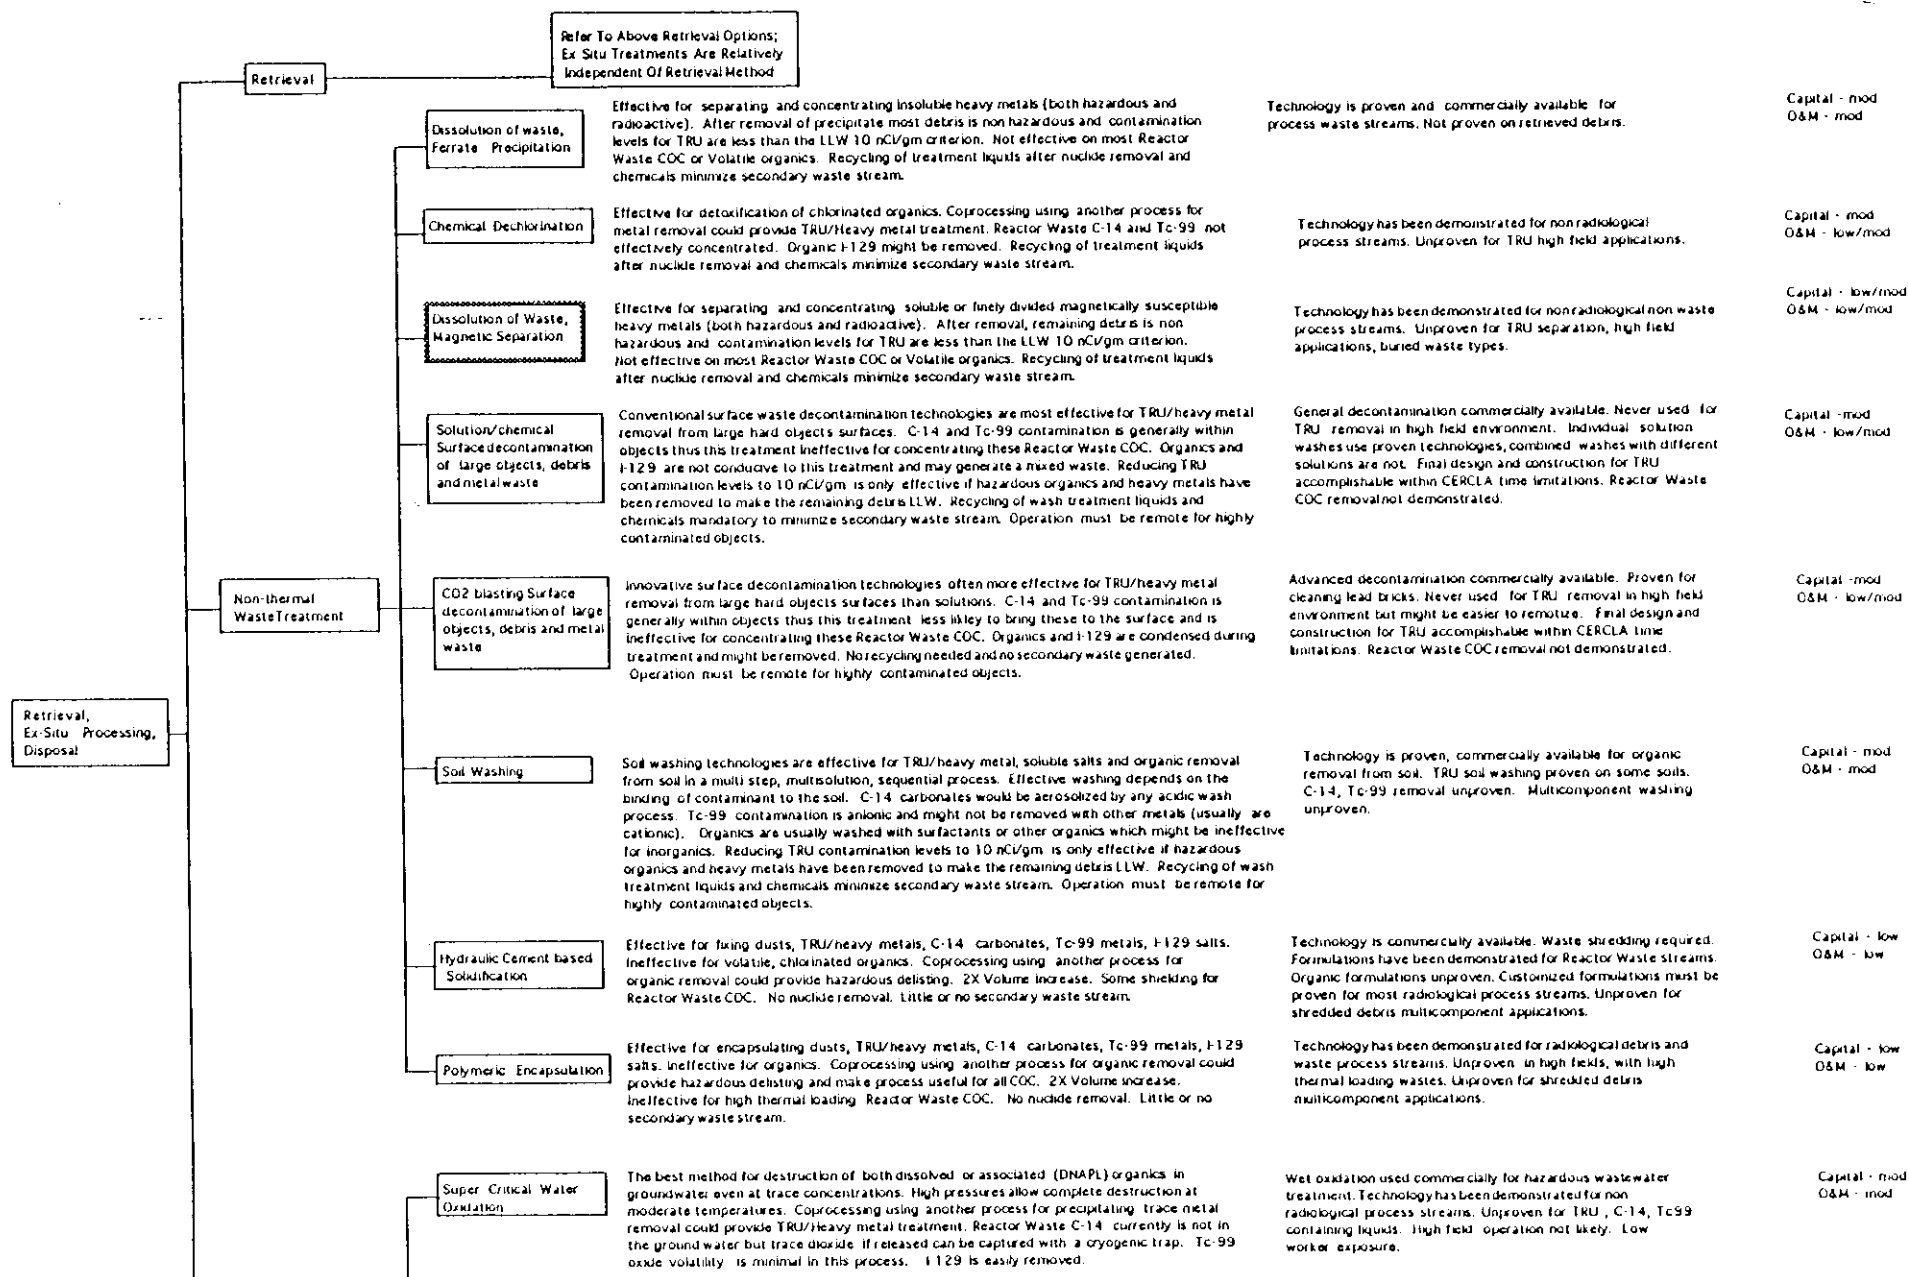 Refer To Above Retrieval Options;
Ex Situ Treatments Are Relatively
Independent Of Retrieval Method
Retrieval
Dissolution of waste,
Ferrate Precipitation
Effective for separating and concentrating insoluble heavy metals (both hazardous and
radioactive). After removal of precipitate most debris is non hazardous and contamination
levels for TRU are less than the LLW 10 nCi/gm criterion. Not effective on most Reactor
Waste COC or Volatile organics. Recycling of treatment liquids after nuclide removal and
chemicals minimize secondary waste stream.
Technology is proven and commercially available for
process waste streams. Not proven on retrieved debris.
Capital - mod
O&M - mod
Chemical Dechlorination
Effective for detoxification of chlorinated organics. Coprocessing using another process for
metal removal could provide TRU/Heavy metal treatment. Reactor Waste C-14 and Tc-99 not
effectively concentrated. Organic I-129 might be removed. Recycling of treatment liquids
after nuclide removal and chemicals minimize secondary waste stream.
Technology has been demonstrated for non radiological
process streams. Unproven for TRU high field applications.
Capital - mod
O&M - low/mod
Dissolution of Waste,
Magnetic Separation
Effective for separating and concentrating soluble or finely divided magnetically susceptible
heavy metals (both hazardous and radioactive). After removal, remaining debris is non
hazardous and contamination levels for TRU are less than the LLW 10 nCi/gm criterion.
Not effective on most Reactor Waste COC or Volatile organics. Recycling of treatment liquids
after nuclide removal and chemicals minimize secondary waste stream.
Technology has been demonstrated for non radiological non waste
process streams. Unproven for TRU separation, high field
applications, buried waste types.
Capital - low/mod
O&M - low/mod
Solution/chemical
Surface decontamination
of large objects, debris
and metal waste
Conventional surface waste decontamination technologies are most effective for TRU/heavy metal
removal from large hard objects surfaces. C-14 and Tc-99 contamination is generally within
objects thus this treatment ineffective for concentrating these Reactor Waste COC. Organics and
I-129 are not conducive to this treatment and may generate a mixed waste. Reducing TRU
contamination levels to 10 nCi/gm is only effective if hazardous organics and heavy metals have
been removed to make the remaining debris LLW. Recycling of wash treatment liquids and
chemicals mandatory to minimize secondary waste stream. Operation must be remote for highly
contaminated objects.
General decontamination commercially available. Never used for
TRU removal in high field environment. Individual solution
washes use proven technologies, combined washes with different
solutions are not. Final design and construction for TRU
accomplishable within CERCLA time limitations. Reactor Waste
COC removal not demonstrated.
Capital -mod
O&M - low/mod
Non-thermal
Waste Treatment
CO2 blasting Surface
decontamination of large
objects, debris and metal
waste
Innovative surface decontamination technologies often more effective for TRU/heavy metal
removal from large hard objects surfaces than solutions. C-14 and Tc-99 contamination is
generally within objects thus this treatment less likley to bring these to the surface and is
ineffective for concentrating these Reactor Waste COC. Organics and I-129 are condensed during
treatment and might be removed. No recycling needed and no secondary waste generated.
Operation must be remote for highly contaminated objects.
Advanced decontamination commercially available. Proven for
cleaning lead bricks. Never used for TRU removal in high field
environment but might be easier to remotize. Final design and
construction for TRU accomplishable within CERCLA time
limitations. Reactor Waste COC removal not demonstrated.
Capital -mod
O&M - low/mod
Retrieval,
Ex-Situ Processing,
Disposal
Soil Washing
Soil washing technologies are effective for TRU/heavy metal, soluble salts and organic removal
from soil in a multi step, multisolution, sequential process. Effective washing depends on the
binding of contaminant to the soil. C-14 carbonates would be aerosolized by any acidic wash
process. Tc-99 contamination is anionic and might not be removed with other metals (usually are
cationic). Organics are usually washed with surfactants or other organics which might be ineffective
for inorganics. Reducing TRU contamination levels to 10 nCi/gm is only effective if hazardous
organics and heavy metals have been removed to make the remaining debris LLW. Recycling of wash
treatment liquids and chemicals minimize secondary waste stream. Operation must be remote for
highly contaminated objects.
Technology is proven, commercially available for organic
removal from soil. TRU soil washing proven on some soils.
C-14, Tc-99 removal unproven. Multicomponent washing
unproven.
Capital - mod
O&M - mod
Hydraulic Cement based
Solidification
Effective for fixing dusts, TRU/heavy metals, C-14 carbonates, Tc-99 metals, I-129 salts.
Ineffective for volatile, chlorinated organics. Coprocessing using another process for
organic removal could provide hazardous delisting. 2X Volume increase. Some shielding for
Reactor Waste COC. No nuclide removal. Little or no secondary waste stream.
Technology is commercially available. Waste shredding required.
Formulations have been demonstrated for Reactor Waste streams.
Organic formulations unproven. Customized formulations must be
proven for most radiological process streams. Unproven for
shredded debris multicomponent applications.
Capital - low
O&M - low
Polymeric Encapsulation
Effective for encapsulating dusts, TRU/heavy metals, C-14 carbonates, Tc-99 metals, I-129
salts. Ineffective for organics. Coprocessing using another process for organic removal could
provide hazardous delisting and make process useful for all COC. 2X Volume increase.
Ineffective for high thermal loading Reactor Waste COC. No nuclide removal. Little or no
secondary waste stream.
Technology has been demonstrated for radiological debris and
waste process streams. Unproven in high fields, with high
thermal loading wastes. Unproven for shredded debris
multicomponent applications.
Capital - low
O&M - low
Super Critical Water
Oxidation
The best method for destruction of both dissolved or associated (DNAPL) organics in
groundwater even at trace concentrations. High pressures allow complete destruction at
moderate temperatures. Coprocessing using another process for precipitating trace metal
removal could provide TRU/Heavy metal treatment. Reactor Waste C-14 currently is not in
the ground water but trace dioxide if released can be captured with a cryogenic trap. Tc-99
oxide volatility is minimal in this process. I-129 is easily removed.
Wet oxidation used commercially for hazardous wastewater
treatment. Technology has been demonstrated for non
radiological process streams. Unproven for TRU , C-14, Tc99
containing liquids. High field operation not likely. Low
worker exposure.
Capital - mod
O&M - mod